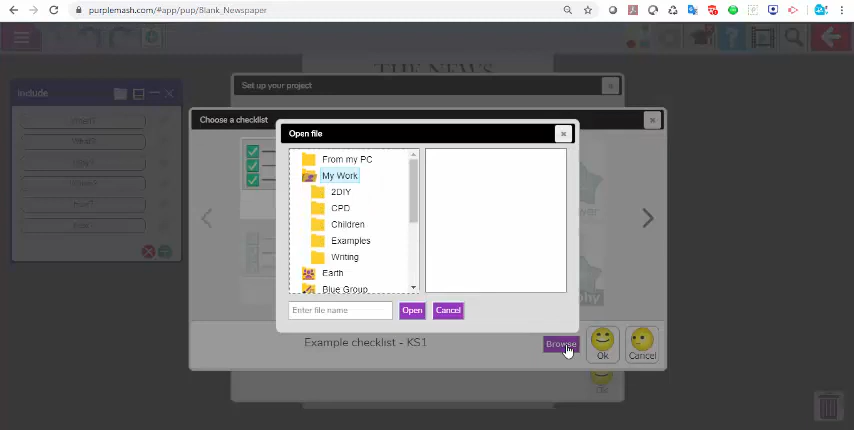 purplemash.com/#app/pup/Blank_Newspaper
THE NEWS
Set up your project
Include
Choose a checklist
Open file
From my PC
My Work
2DIY
CPD
Children
Examples
Writing
Earth
Blue Group
Enter file name
Open
Cancel
Example checklist - KS1
Browse
Ok
Cancel
Ok